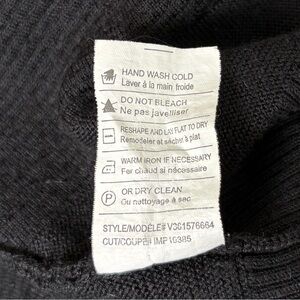 HAND WASH COLD
Laver à la main froide
DO NOT BLEACH
Ne pas javelliser
RESHAPE AND LAY FLAT TO DRY
Remodeler et sécher à plat
WARM IRON IF NECESSARY
Fer chaud si nécessaire
P
OR DRY CLEAN
Ou nettoyage à sec
STYLE/MODÈLE# V301576664
CUT/COUPE#